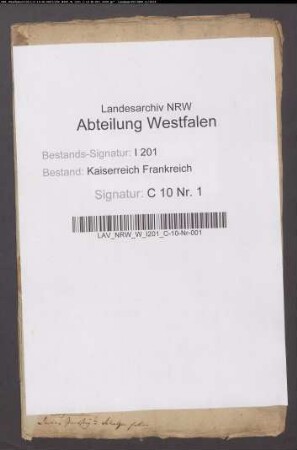 Landesarchiv NRW
Abteilung Westfalen
Bestands-Signatur: I 201
Bestand: Kaiserreich Frankreich
Signatur: C 10 Nr. 1
LAV_NRW_W_I201_C-10-Nr-001